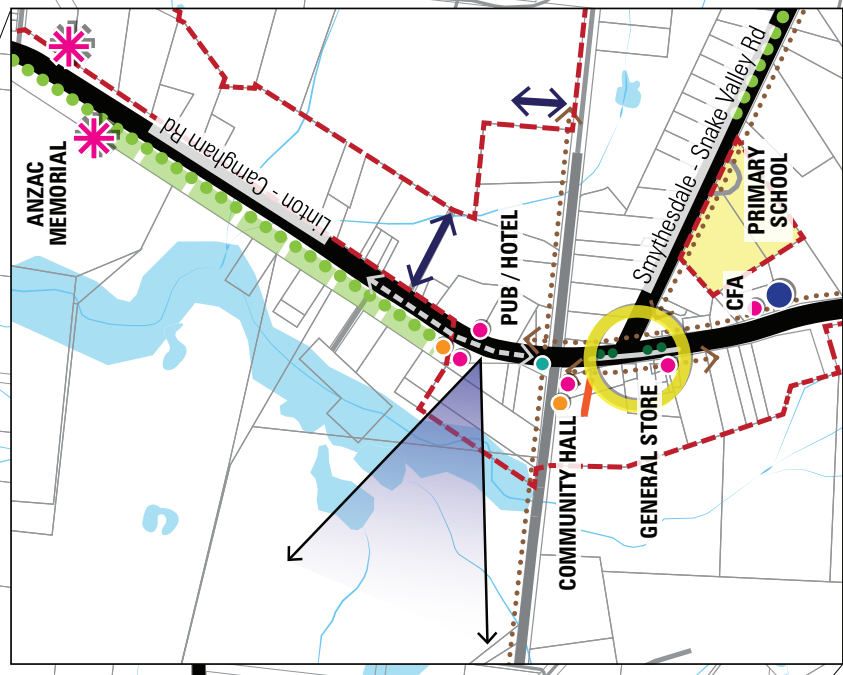 ANZAC
MEMORIAL
Linton - Carngham Rd
PUB / HOTEL
Smythesdale - Snake Valley Rd
PRIMARY
SCHOOL
CFA
COMMUNITY HALL
GENERAL STORE